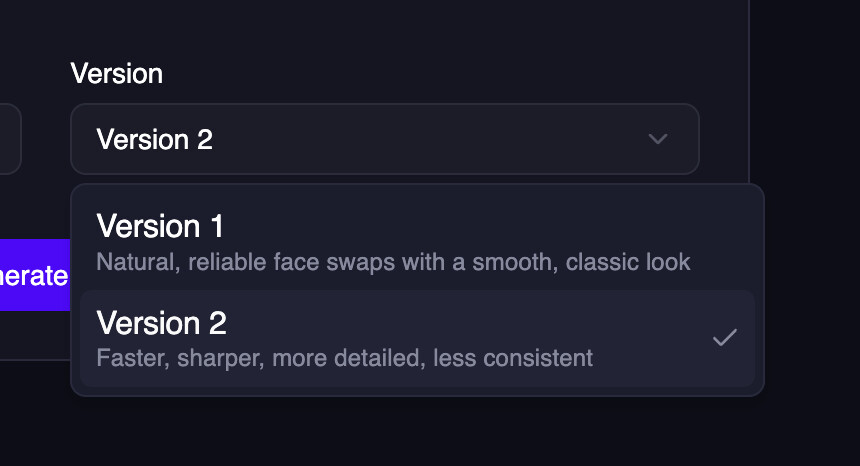 Version
Version 2
Version 1
Natural, reliable face swaps with a smooth, classic look
nerate
Version 2
Faster, sharper, more detailed, less consistent